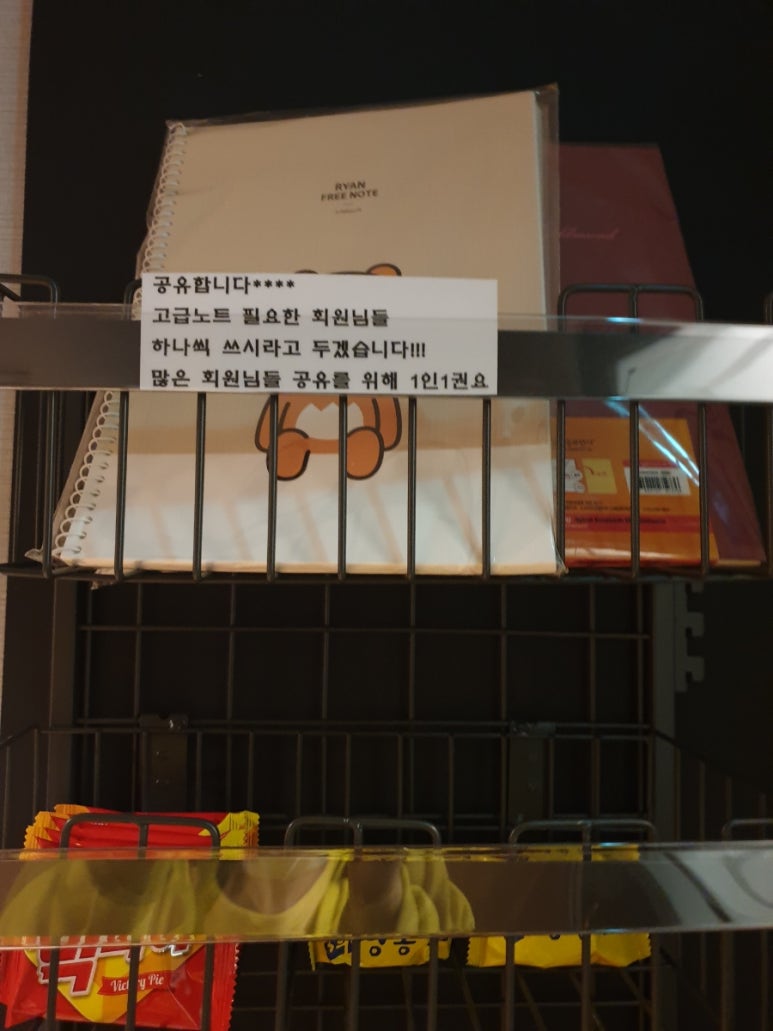 RYAN
FREE NOTE
공유합니다****
고급노트 필요한 회원님들
하나씩 쓰시라고 두겠습니다!!!
많은 회원님들 공유를 위해 1인1권요
Victory Pie